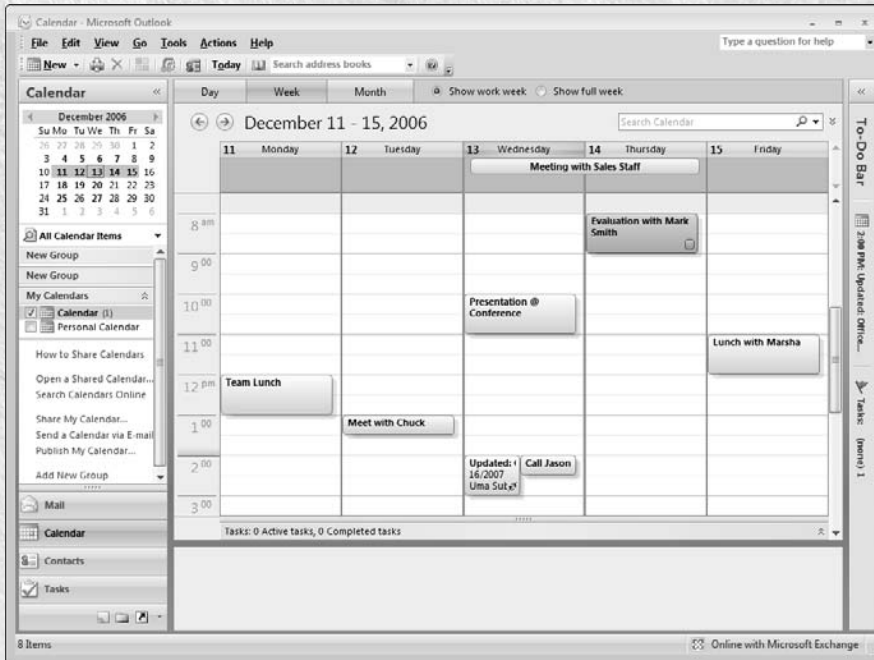 Calendar - Microsoft Outlook
File Edit View Go Tools Actions Help
Type a question for help
New
Today
Search address books
Calendar
«
Day Week Month Show work week Show full week
«
December 2006
Su Mo Tu We Th Fr Sa
26 27 28 29 30 1 2
3 4 5 6 7 8 9
10 11 12 13 14 15 16
17 18 19 20 21 22 23
24 25 26 27 28 29 30
31 1 2 3 4 5 6
All Calendar Items
New Group
New Group
My Calendars
Calendar (1)
Personal Calendar
How to Share Calendars
Open a Shared Calendar...
Search Calendars Online
Share My Calendar...
Send a Calendar via E-mail
Publish My Calendar...
Add New Group
Mail
Calendar
Contacts
Tasks
December 11 - 15, 2006
Search Calendar
11 Monday 12 Tuesday 13 Wednesday 14 Thursday 15 Friday
Meeting with Sales Staff
8 am
Evaluation with Mark
Smith
9 00
10 00
Presentation @
Conference
11 00
Lunch with Marsha
12 pm
Team Lunch
1 00
Meet with Chuck
2 00
Updated: Call Jason
16/2007
Uma Sub
3 00
Tasks: 0 Active tasks, 0 Completed tasks
To-Do Bar
2:00 PM: Updated: Office...
Tasks: (none) 1
8 Items
Online with Microsoft Exchange